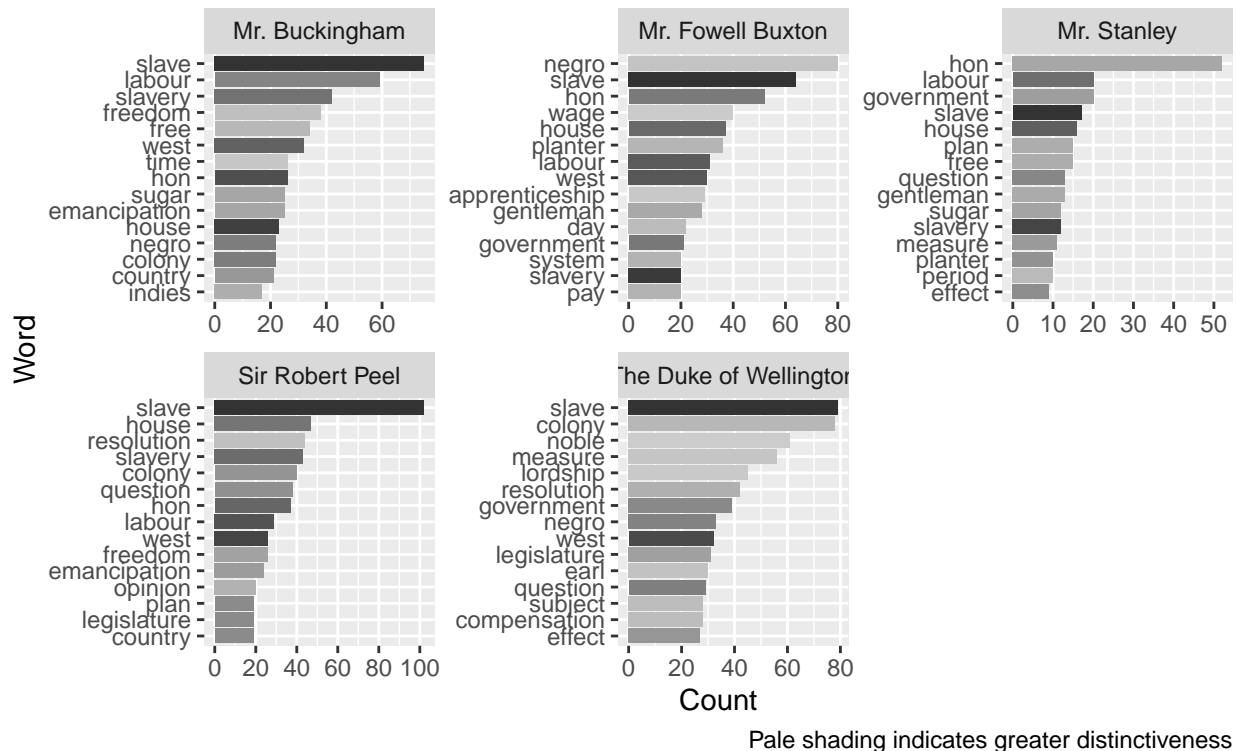 Mr. Buckingham
slave
labour
slavery
freedom
free
west
time
hon
sugar
emancipation
house
negro
colony
country
indies
0 20 40 60
Mr. Fowell Buxton
negro
slave
hon
wage
house
planter
labour
west
apprenticeship
gentleman
day
government
system
slavery
pay
0 20 40 60 80
Mr. Stanley
hon
labour
government
slave
house
plan
free
question
gentleman
sugar
slavery
measure
planter
period
effect
0 10 20 30 40 50
Word
Sir Robert Peel
slave
house
resolution
slavery
colony
question
hon
labour
west
freedom
emancipation
opinion
plan
legislature
country
0 20 40 60 80 100
The Duke of Wellington
slave
colony
noble
measure
lordship
resolution
government
negro
west
legislature
earl
question
subject
compensation
effect
0 20 40 60 80
Count
Pale shading indicates greater distinctiveness